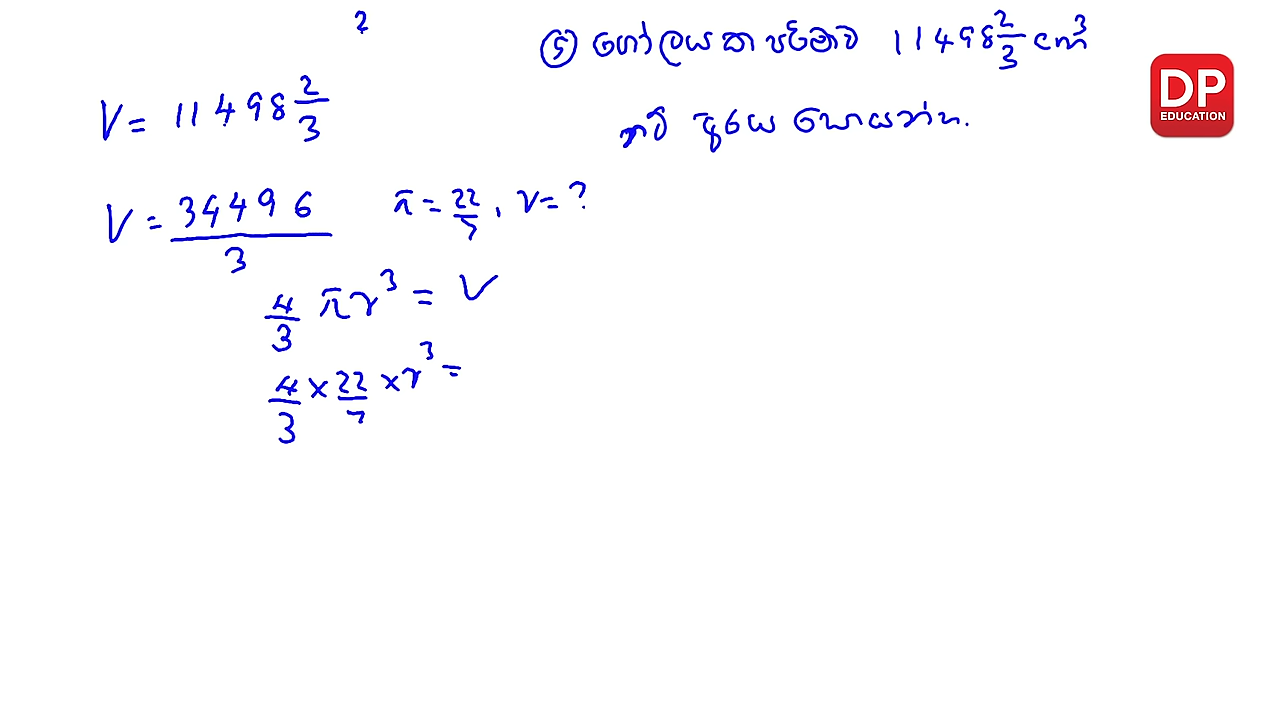 ?
⑤ ගෝලයක පරිමාව 11498 2/3 cm³
නම් අරය සොයන්න.
DP
EDUCATION
V = 11498 2/3
V = 34496/3
π = 22/7, r = ?
4/3 πr³ = V
4/3 × 22/7 × r³ =